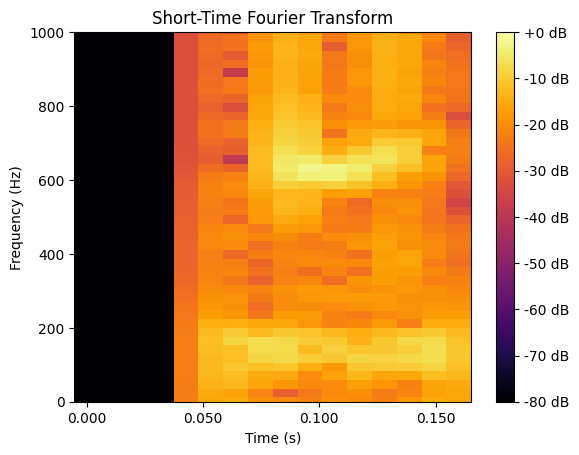 Short-Time Fourier Transform
Frequency (Hz)
1000
800
600
400
200
0
0.000
0.050
0.100
0.150
Time (s)
+0 dB
-10 dB
-20 dB
-30 dB
-40 dB
-50 dB
-60 dB
-70 dB
-80 dB